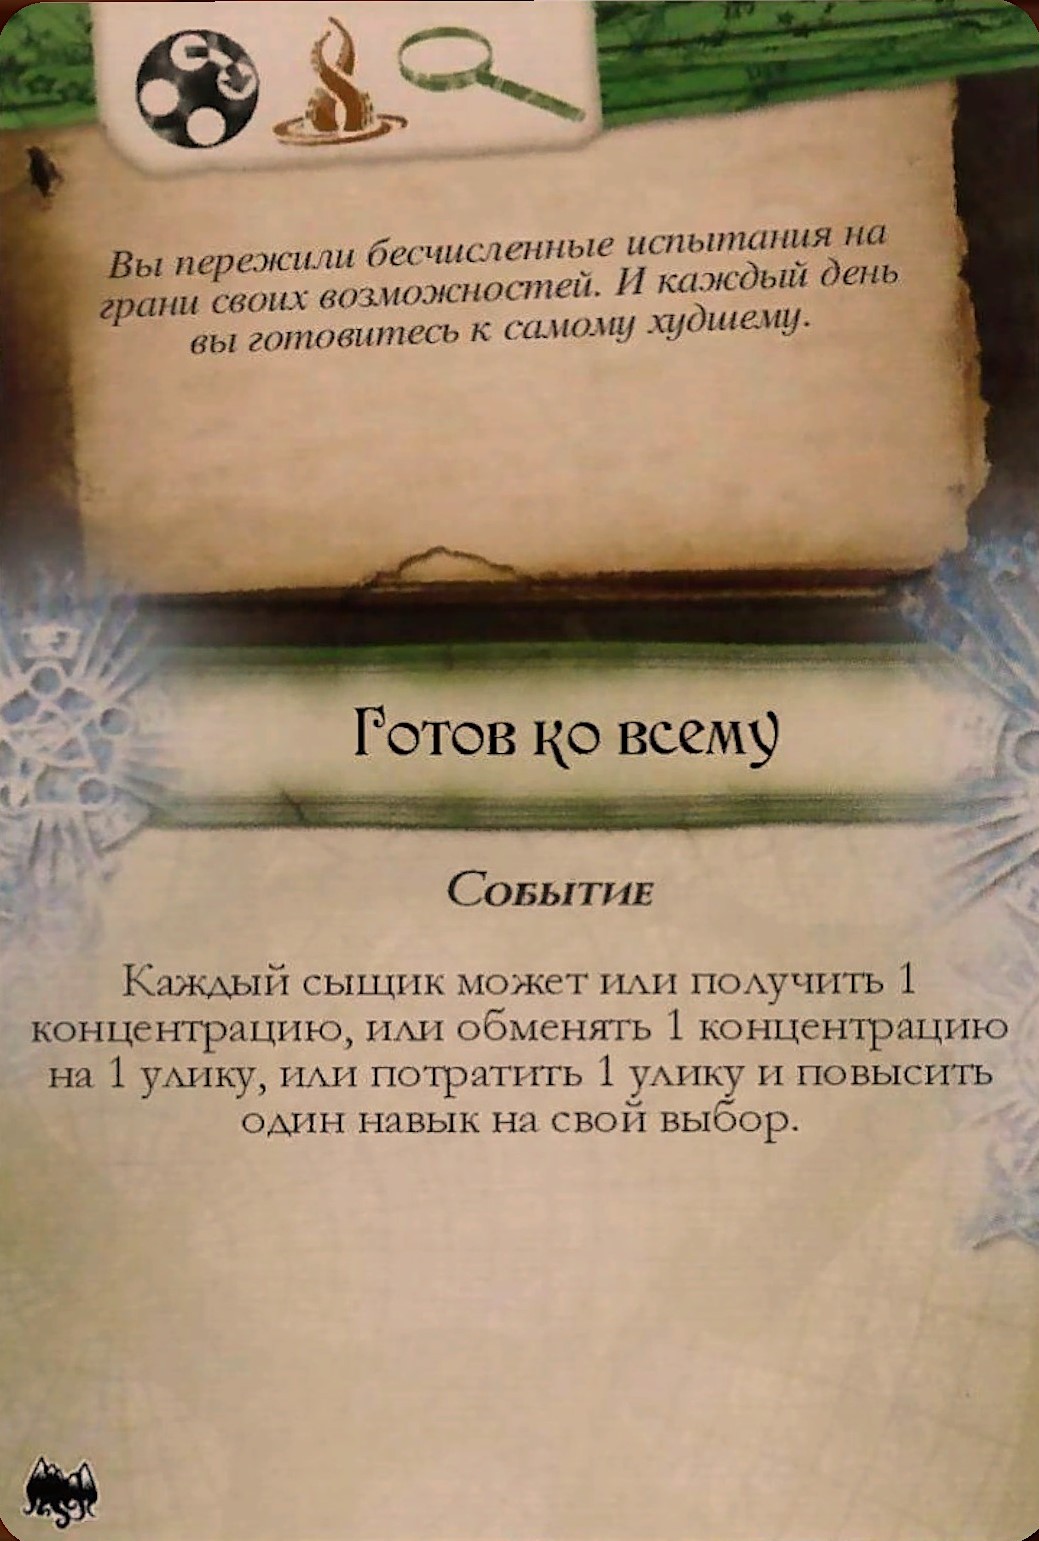 Вы пережили бесчисленные испытания на
грани своих возможностей. И каждый день
вы готовитесь к самому худшему.
Готов ко всему
Событие
Каждый сыщик может или получить 1
концентрацию, или обменять 1 концентрацию
на 1 улику, или потратить 1 улику и повысить
один навык на свой выбор.